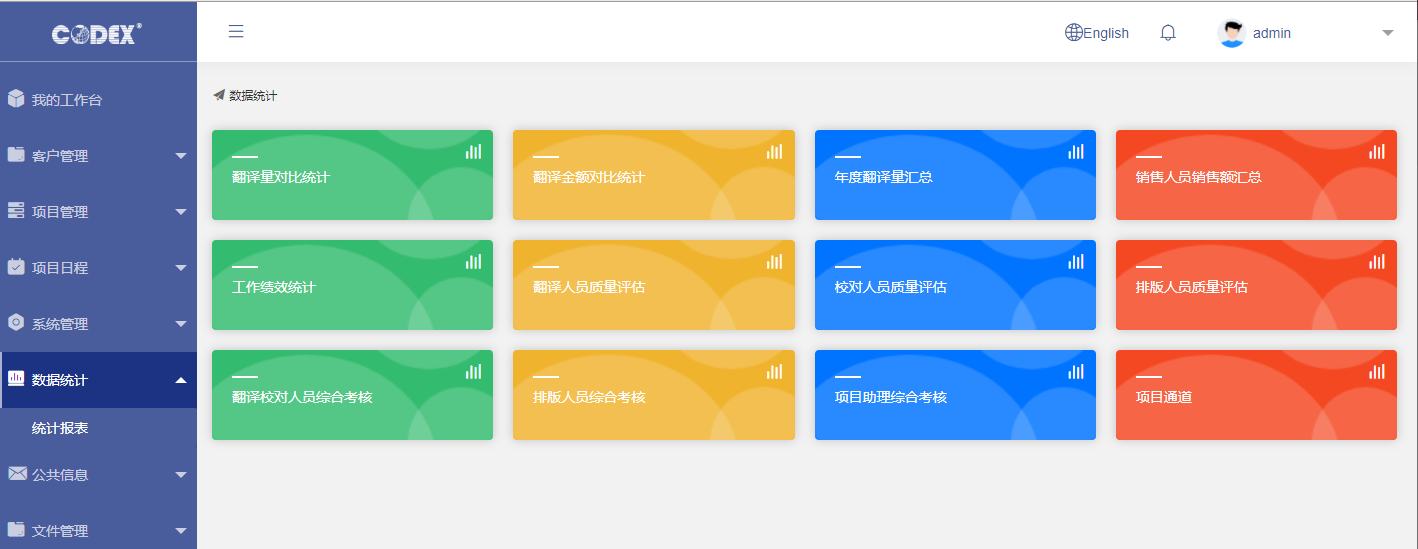 CODEX®
English
admin
我的工作台
客户管理
项目管理
项目日程
系统管理
数据统计
统计报表
公共信息
文件管理
数据统计
翻译量对比统计
翻译金额对比统计
年度翻译量汇总
销售人员销售额汇总
工作绩效统计
翻译人员质量评估
校对人员质量评估
排版人员质量评估
翻译校对人员综合考核
排版人员综合考核
项目助理综合考核
项目通道